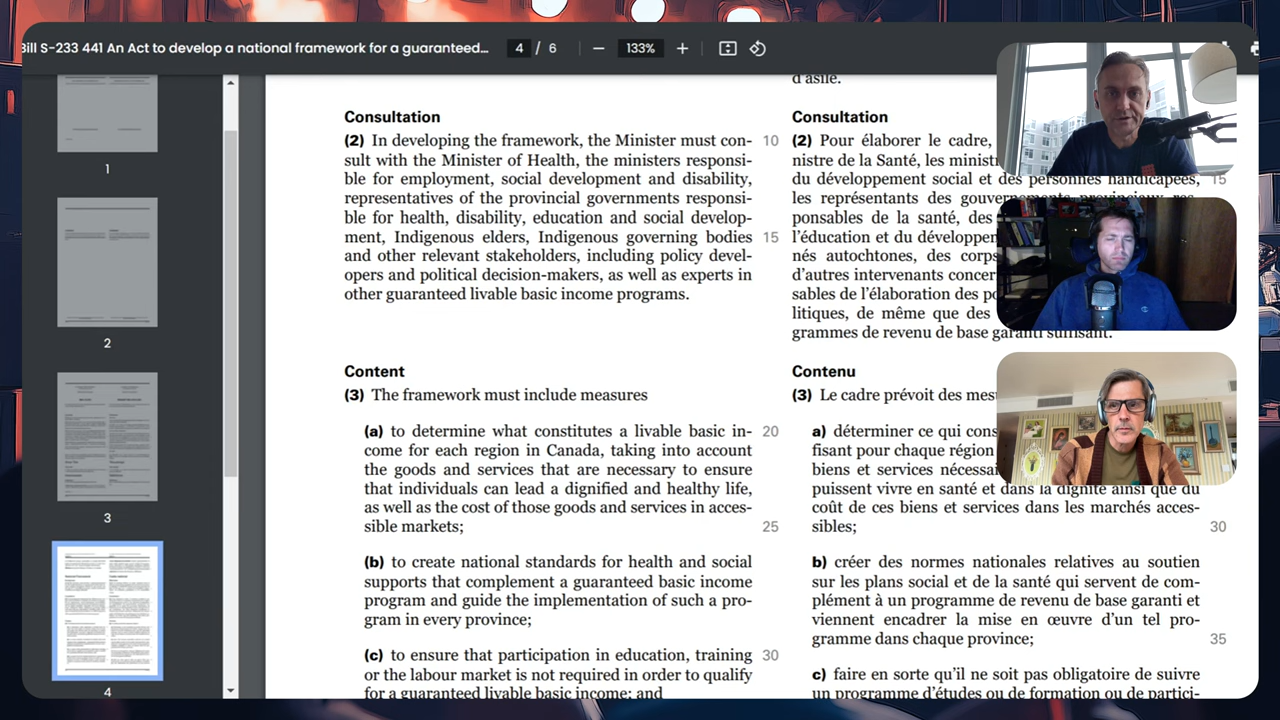 Bill S-233 441 An Act to develop a national framework for a guaranteed...
4 / 6
133%
1
2
3
4
Consultation
(2) In developing the framework, the Minister must con-
10
sult with the Minister of Health, the ministers responsi-
ble for employment, social development and disability,
representatives of the provincial governments responsi-
ble for health, disability, education and social develop-
ment, Indigenous elders, Indigenous governing bodies
15
and other relevant stakeholders, including policy devel-
opers and political decision-makers, as well as experts in
other guaranteed livable basic income programs.
Content
(3) The framework must include measures
(a) to determine what constitutes a livable basic in-
20
come for each region in Canada, taking into account
the goods and services that are necessary to ensure
that individuals can lead a dignified and healthy life,
as well as the cost of those goods and services in acces-
sible markets;
25
(b) to create national standards for health and social
supports that complement a guaranteed basic income
program and guide the implementation of such a pro-
gram in every province;
(c) to ensure that participation in education, training
30
or the labour market is not required in order to qualify
for a guaranteed livable basic income; and
d'asile.
Consultation
(2) Pour élaborer le cadre,
nistre de la Santé, les minist
du développement social et des personnes handicapées,
15
les représentants des gouvernements provinciaux res-
ponsables de la santé, des
l'éducation et du développem
nés autochtones, des corps
d'autres intervenants concer
sables de l'élaboration des po
litiques, de même que des
grammes de revenu de base garanti suffisant.
Contenu
(3) Le cadre prévoit des mes
a) déterminer ce qui cons
fisant pour chaque région
biens et services nécessai
puissent vivre en santé et dans la dignité ainsi que du
coût de ces biens et services dans les marchés acces-
sibles;
30
b) créer des normes nationales relatives au soutien
sur les plans social et de la santé qui servent de com-
plément à un programme de revenu de base garanti et
viennent encadrer la mise en œuvre d'un tel pro-
gramme dans chaque province;
35
c) faire en sorte qu'il ne soit pas obligatoire de suivre
un programme d'études ou de formation ou de partici-